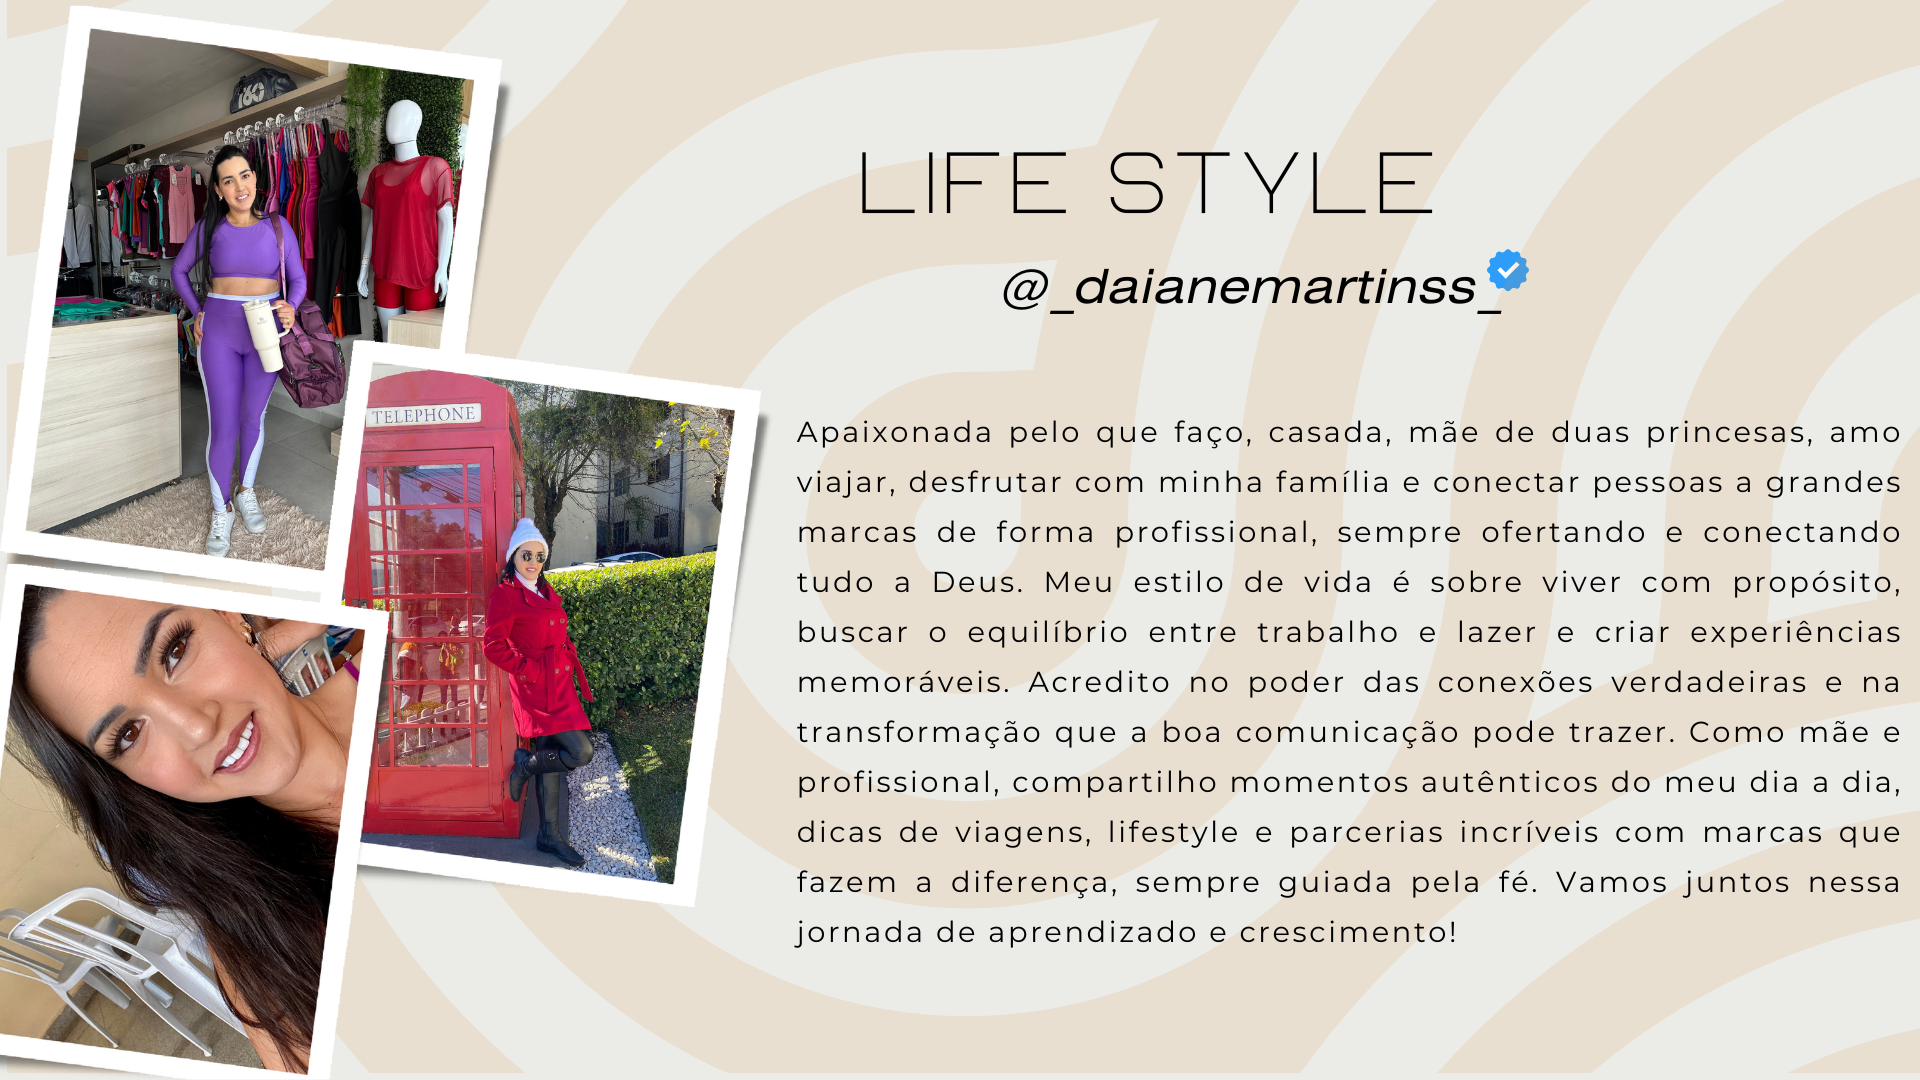 160
TELEPHONE
LIFE STYLE
@_daianemartinss_
Apaixonada pelo que faço, casada, mãe de duas princesas, amo
viajar, desfrutar com minha família e conectar pessoas a grandes
marcas de forma profissional, sempre ofertando e conectando
tudo a Deus. Meu estilo de vida é sobre viver com propósito,
buscar o equilíbrio entre trabalho e lazer e criar experiências
memoráveis. Acredito no poder das conexões verdadeiras e na
transformação que a boa comunicação pode trazer. Como mãe e
profissional, compartilho momentos autênticos do meu dia a dia,
dicas de viagens, lifestyle e parcerias incríveis com marcas que
fazem a diferença, sempre guiada pela fé. Vamos juntos nessa
jornada de aprendizado e crescimento!